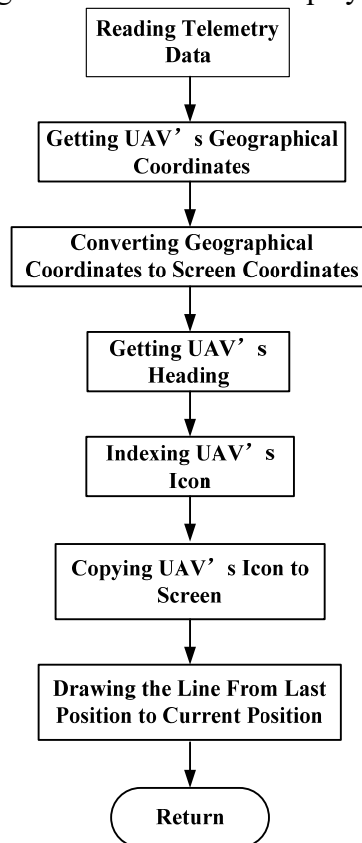 Reading Telemetry
Data
Getting UAV’s Geographical
Coordinates
Converting Geographical
Coordinates to Screen Coordinates
Getting UAV’s
Heading
Indexing UAV’s
Icon
Copying UAV’s Icon to
Screen
Drawing the Line From Last
Position to Current Position
Return